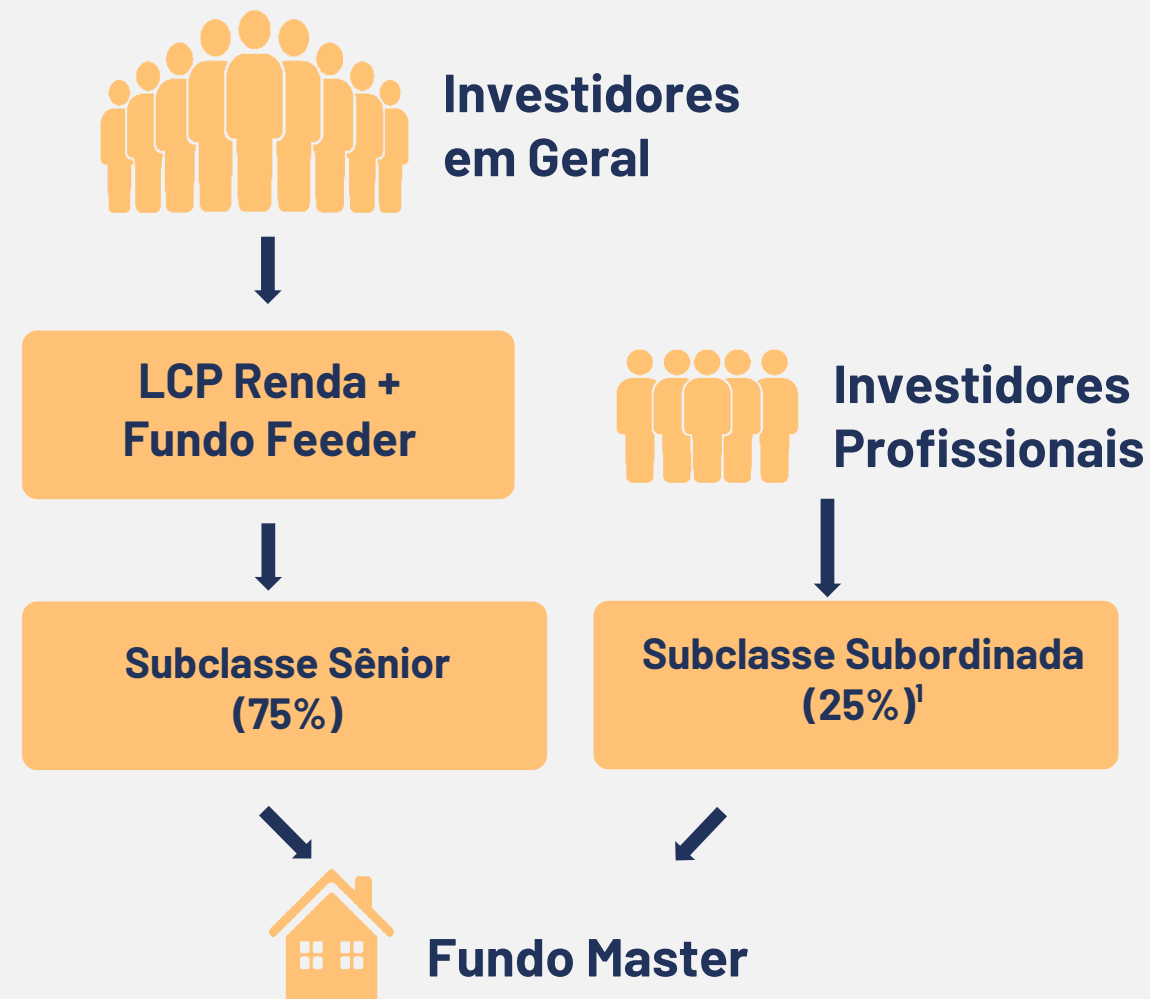 Investidores
em Geral
LCP Renda +
Fundo Feeder
Investidores
Profissionais
Subclasse Sênior
(75%)
Subclasse Subordinada
(25%)¹
Fundo Master